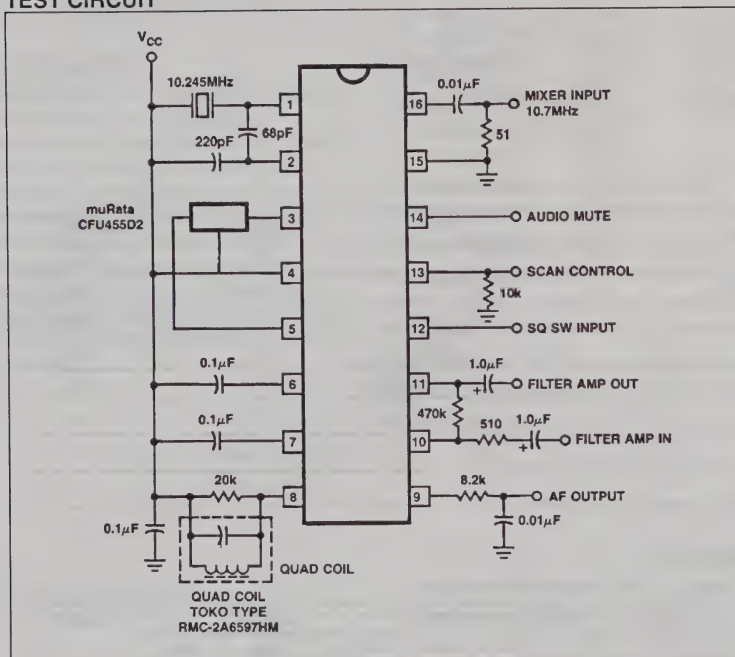 TEST CIRCUIT
VCC
10.245MHz
1
68pF
220pF
2
muRata
CFU455D2
3
4
5
0.1μF
6
0.1μF
7
20k
8
0.1μF
QUAD COIL
QUAD COIL
TOKO TYPE
RMC-2A6597HM
16
0.01μF
MIXER INPUT
10.7MHz
51
15
14
AUDIO MUTE
13
SCAN CONTROL
10k
12
SQ SW INPUT
1.0μF
11
+
FILTER AMP OUT
470k
510
1.0μF
10
+
FILTER AMP IN
8.2k
9
AF OUTPUT
0.01μF